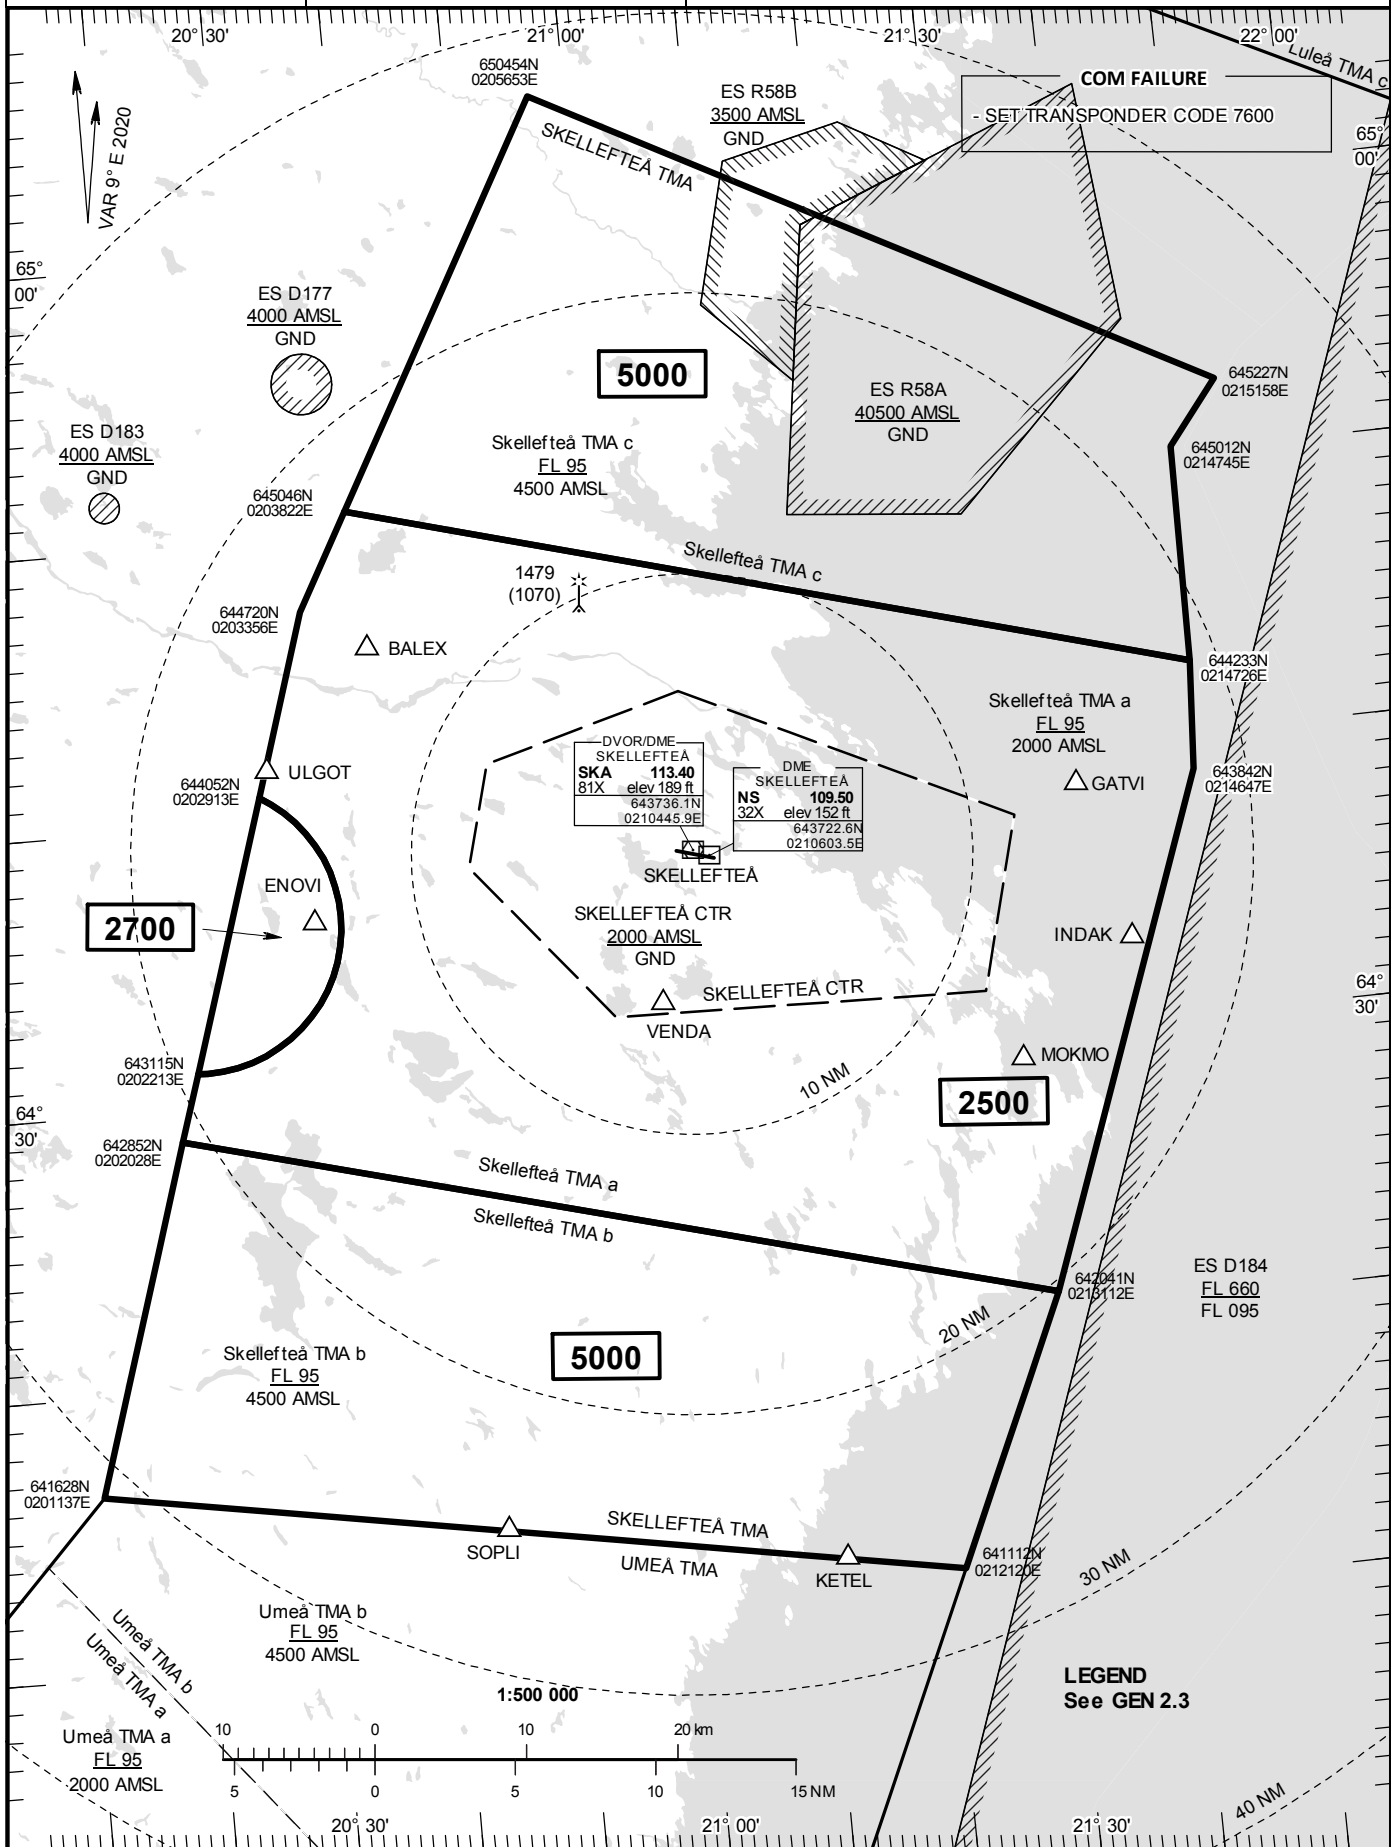 20° 30'
21° 00'
21° 30'
22° 00'
Luleå TMA c
650454N
0205653E
ES R58B
3500 AMSL
GND
COM FAILURE
- SET TRANSPONDER CODE 7600
65°
00'
VAR 9° E 2020
SKELLEFTEÅ TMA
65°
00'
ES D177
4000 AMSL
GND
5000
645227N
0215158E
ES R58A
40500 AMSL
GND
ES D183
4000 AMSL
GND
Skellefteå TMA c
FL 95
4500 AMSL
645012N
0214745E
645046N
0203822E
Skellefteå TMA c
1479
(1070)
644720N
0203356E
BALEX
644233N
0214726E
Skellefteå TMA a
FL 95
2000 AMSL
DVOR/DME
SKELLEFTEÅ
SKA 113.40
81X elev 189 ft
643736.1N
0210445.9E
DME
SKELLEFTEÅ
NS 109.50
32X elev 152 ft
643722.6N
0210603.5E
ULGOT
GATVI
643842N
0214647E
644052N
0202913E
SKELLEFTEÅ
ENOVI
2700
SKELLEFTEÅ CTR
2000 AMSL
GND
INDAK
64°
30'
SKELLEFTEÅ CTR
VENDA
MOKMO
643115N
0202213E
10 NM
2500
64°
30'
642852N
0202028E
Skellefteå TMA a
Skellefteå TMA b
642041N
0213112E
ES D184
FL 660
FL 095
20 NM
Skellefteå TMA b
FL 95
4500 AMSL
5000
641628N
0201137E
SOPLI
SKELLEFTEÅ TMA
UMEÅ TMA
KETEL
641112N
0212120E
30 NM
Umeå TMA b
FL 95
4500 AMSL
Umeå TMA b
Umeå TMA a
LEGEND
See GEN 2.3
1:500 000
10 0 10 20 km
5 0 5 10 15 NM
Umeå TMA a
FL 95
2000 AMSL
40 NM
20° 30'
21° 00'
21° 30'